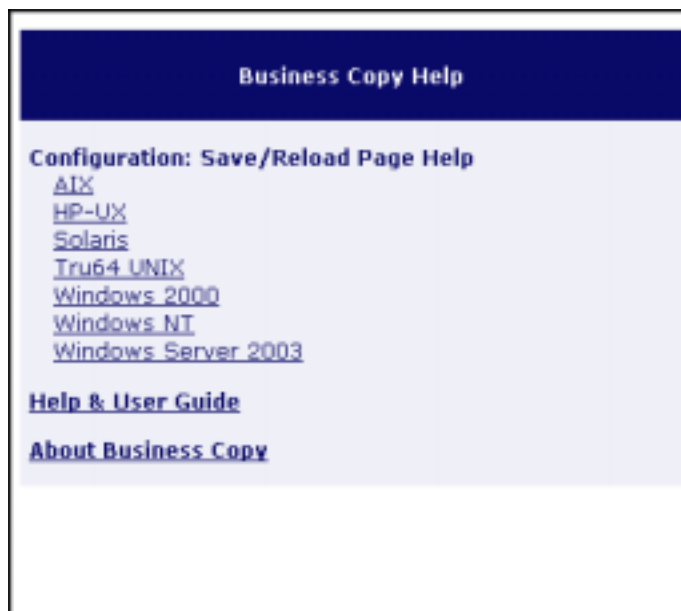 Business Copy Help
Configuration: Save/Reload Page Help
AIX
HP-UX
Solaris
Tru64 UNIX
Windows 2000
Windows NT
Windows Server 2003
Help & User Guide
About Business Copy